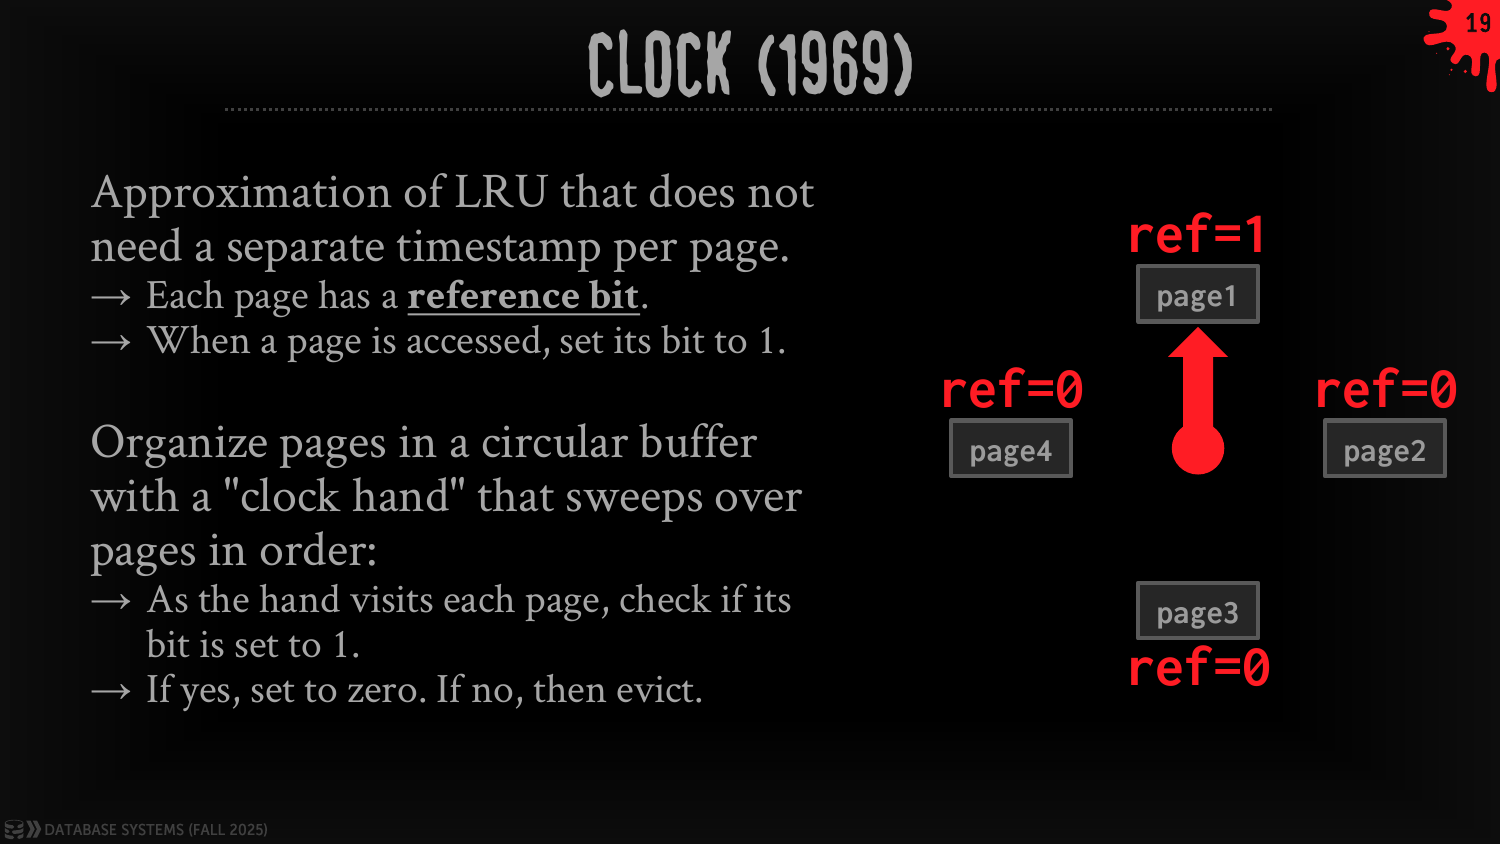 CLOCK (1969)
19
Approximation of LRU that does not
need a separate timestamp per page.
→ Each page has a reference bit.
→ When a page is accessed, set its bit to 1.
Organize pages in a circular buffer
with a "clock hand" that sweeps over
pages in order:
→ As the hand visits each page, check if its
bit is set to 1.
→ If yes, set to zero. If no, then evict.
ref=1
page1
ref=0
page4
ref=0
page2
page3
ref=0
DATABASE SYSTEMS (FALL 2025)